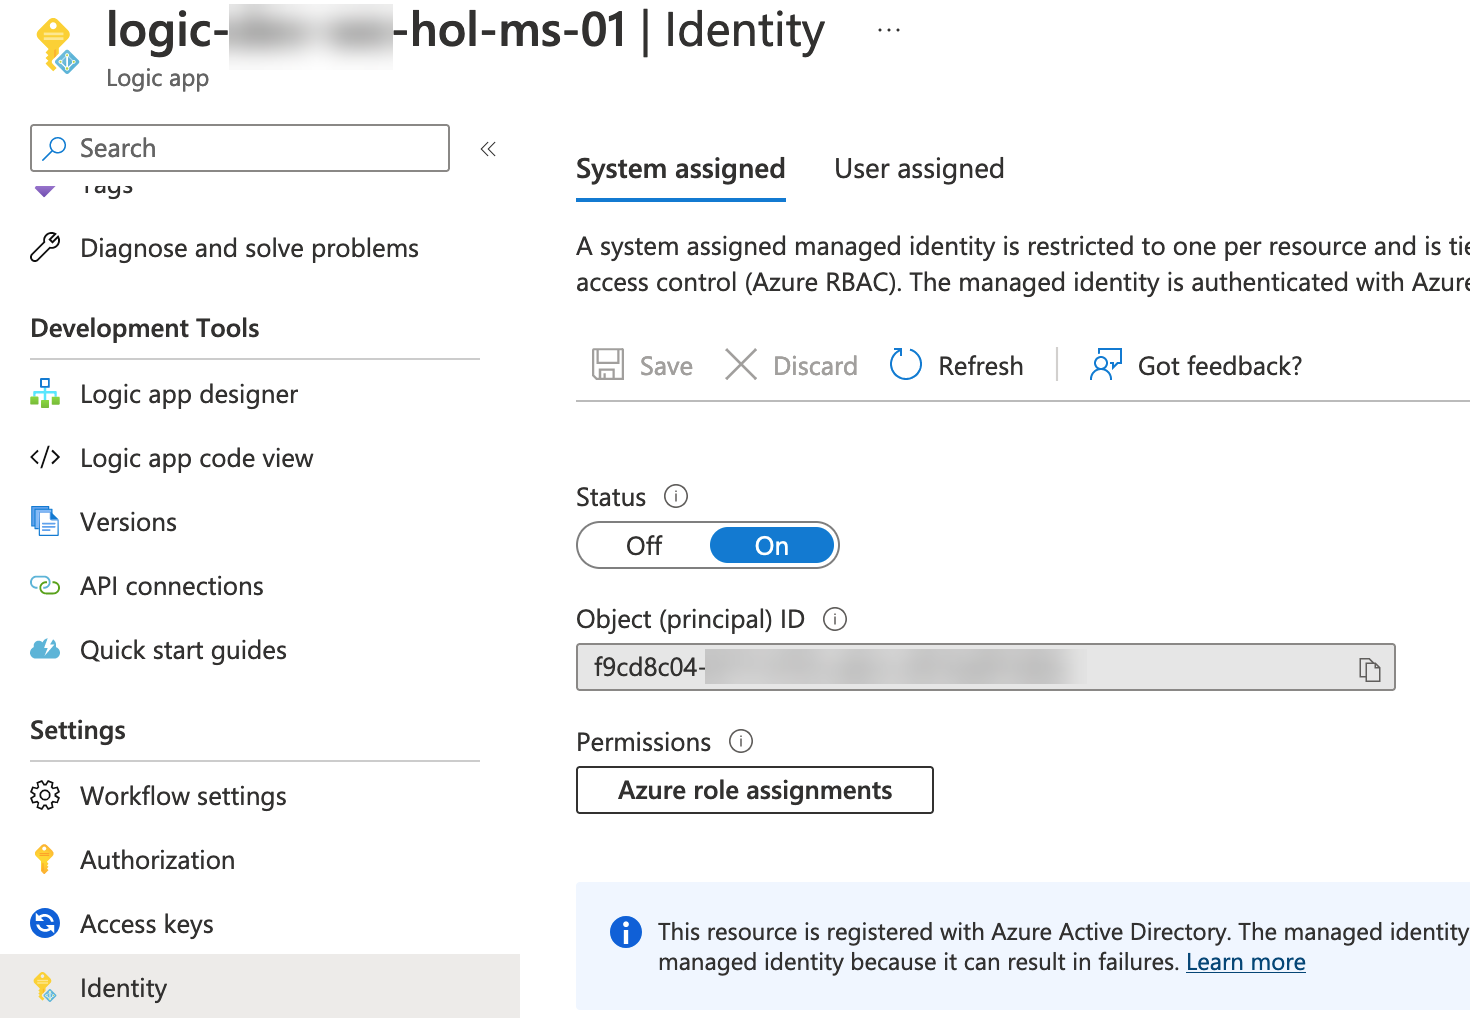 logic- -hol-ms-01 | Identity ...
Logic app
Search
«
Tags
Diagnose and solve problems
Development Tools
Logic app designer
Logic app code view
Versions
API connections
Quick start guides
Settings
Workflow settings
Authorization
Access keys
Identity
System assigned User assigned
A system assigned managed identity is restricted to one per resource and is tie
access control (Azure RBAC). The managed identity is authenticated with Azure
Save Discard Refresh Got feedback?
Status
Off On
Object (principal) ID
f9cd8c04-
Permissions
Azure role assignments
This resource is registered with Azure Active Directory. The managed identity
managed identity because it can result in failures. Learn more